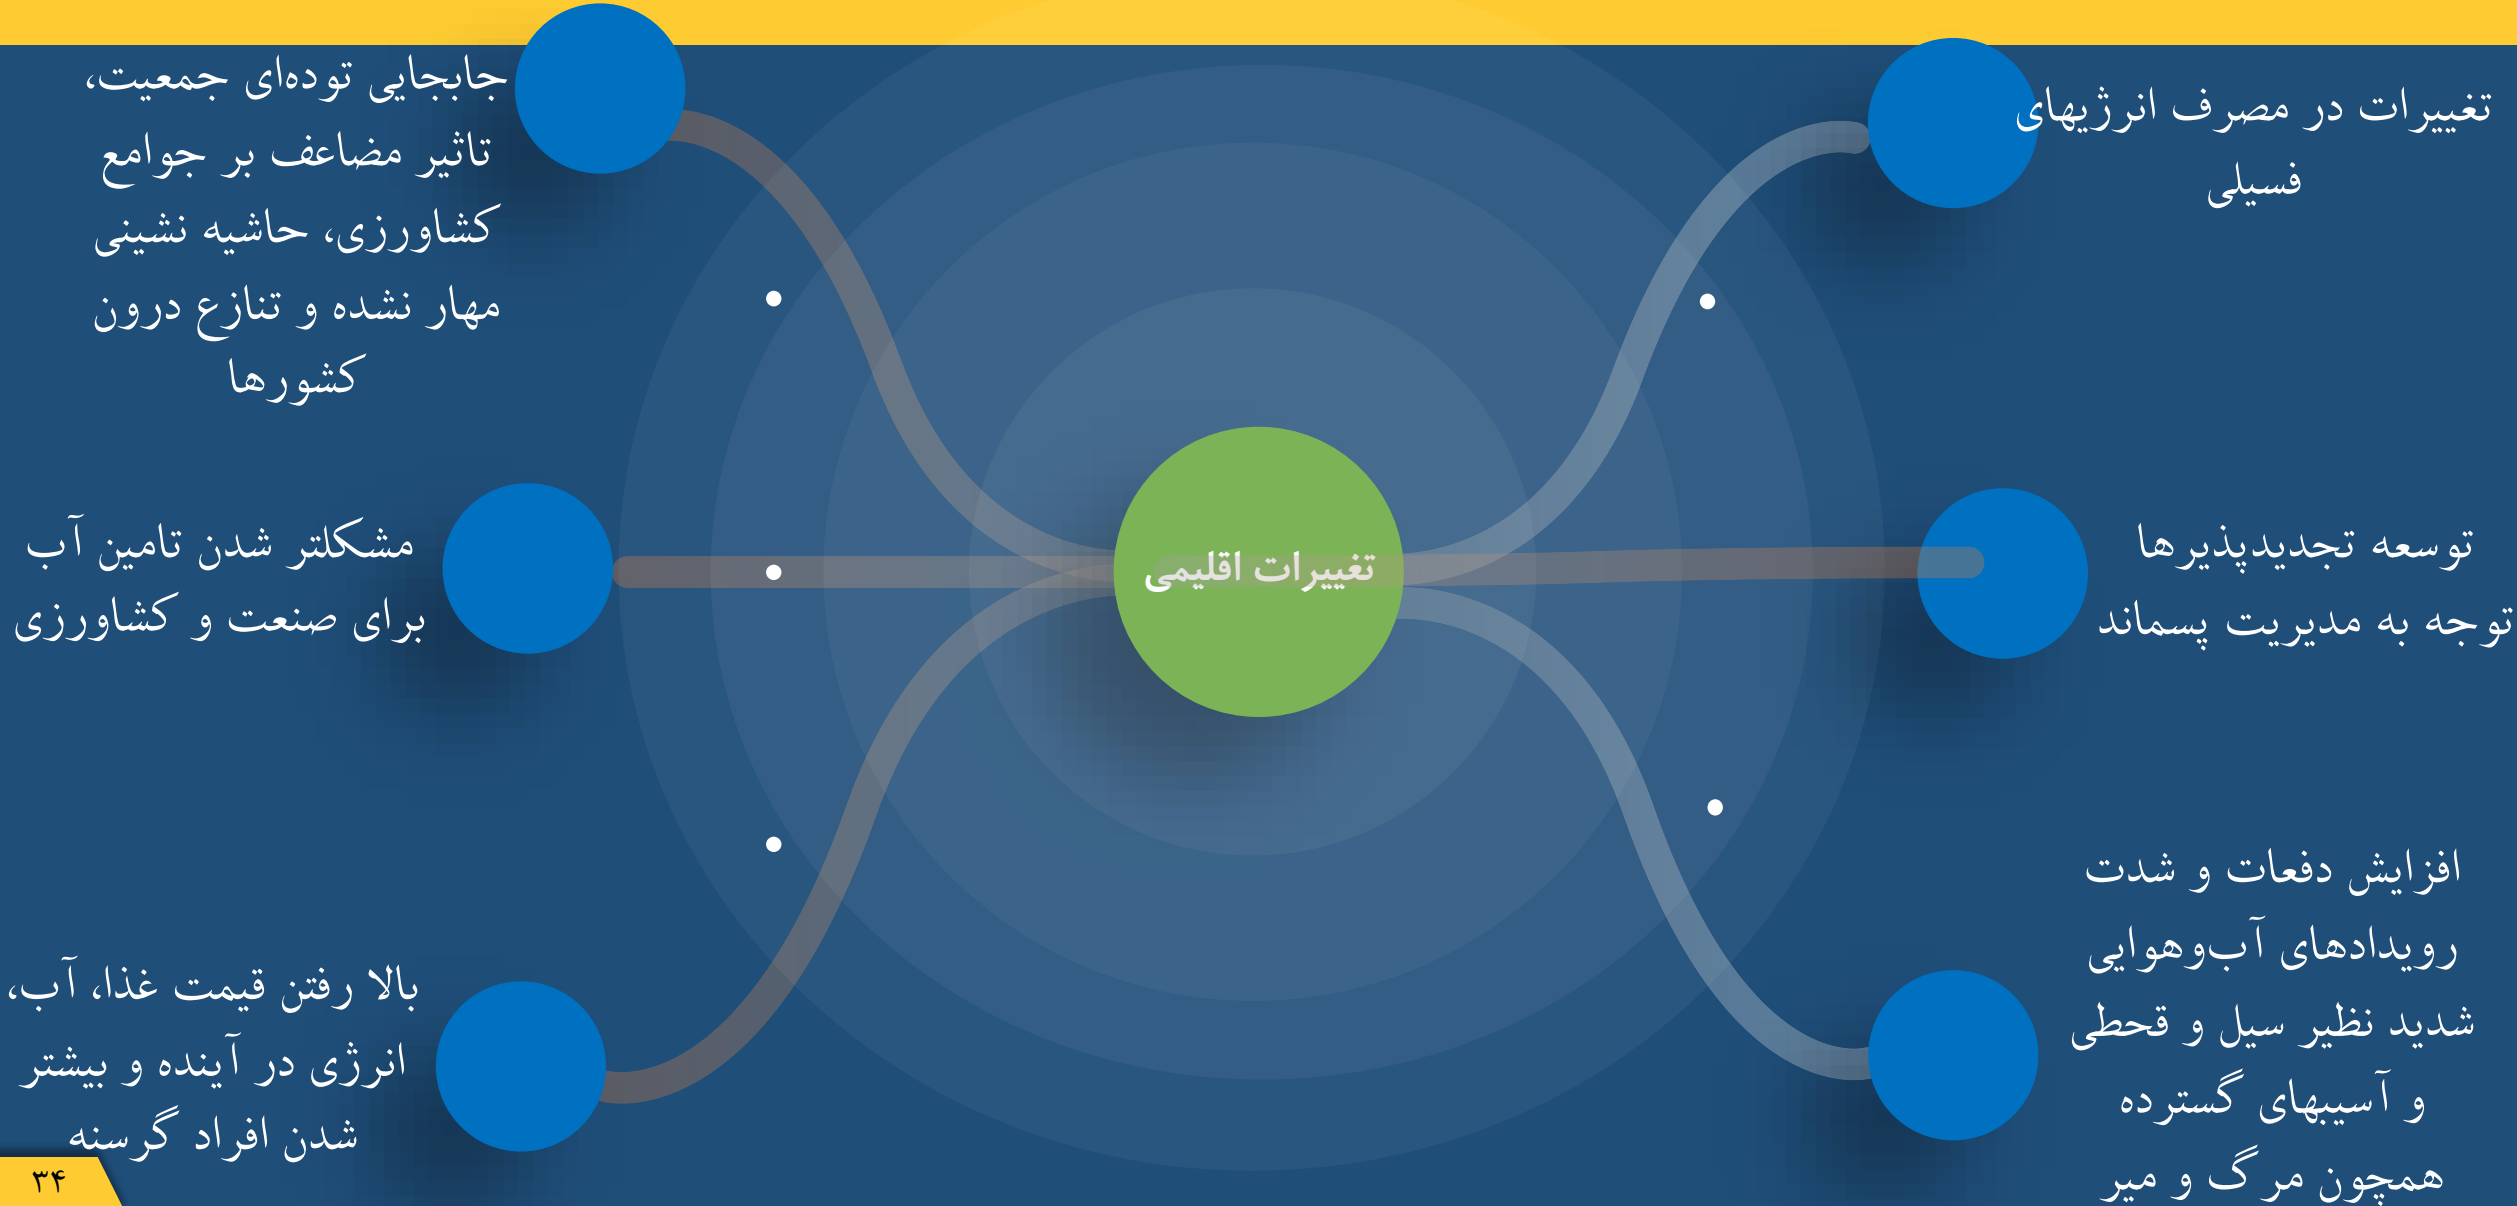 تغییرات در مصرف انرژیهای
فسیلی
توسعه تجدیدپذیرها
توجه به مدیریت پسماند
افزایش دفعات و شدت
رویدادهای آب‌وهوایی
شدید نظیر سیل و قحطی
و آسیبهای گسترده
همچون مرگ و میر
تغییرات اقلیمی
جابجایی توده‌ای جمعیت،
تاثیر مضاعف بر جوامع
کشاورزی، حاشیه نشینی
مهار نشده و تنازع درون
کشورها
مشکلتر شدن تامین آب
برای صنعت و کشاورزی
بالا رفتن قیمت غذا، آب،
انرژی در آینده و بیشتر
شدن افراد گرسنه
۳۴